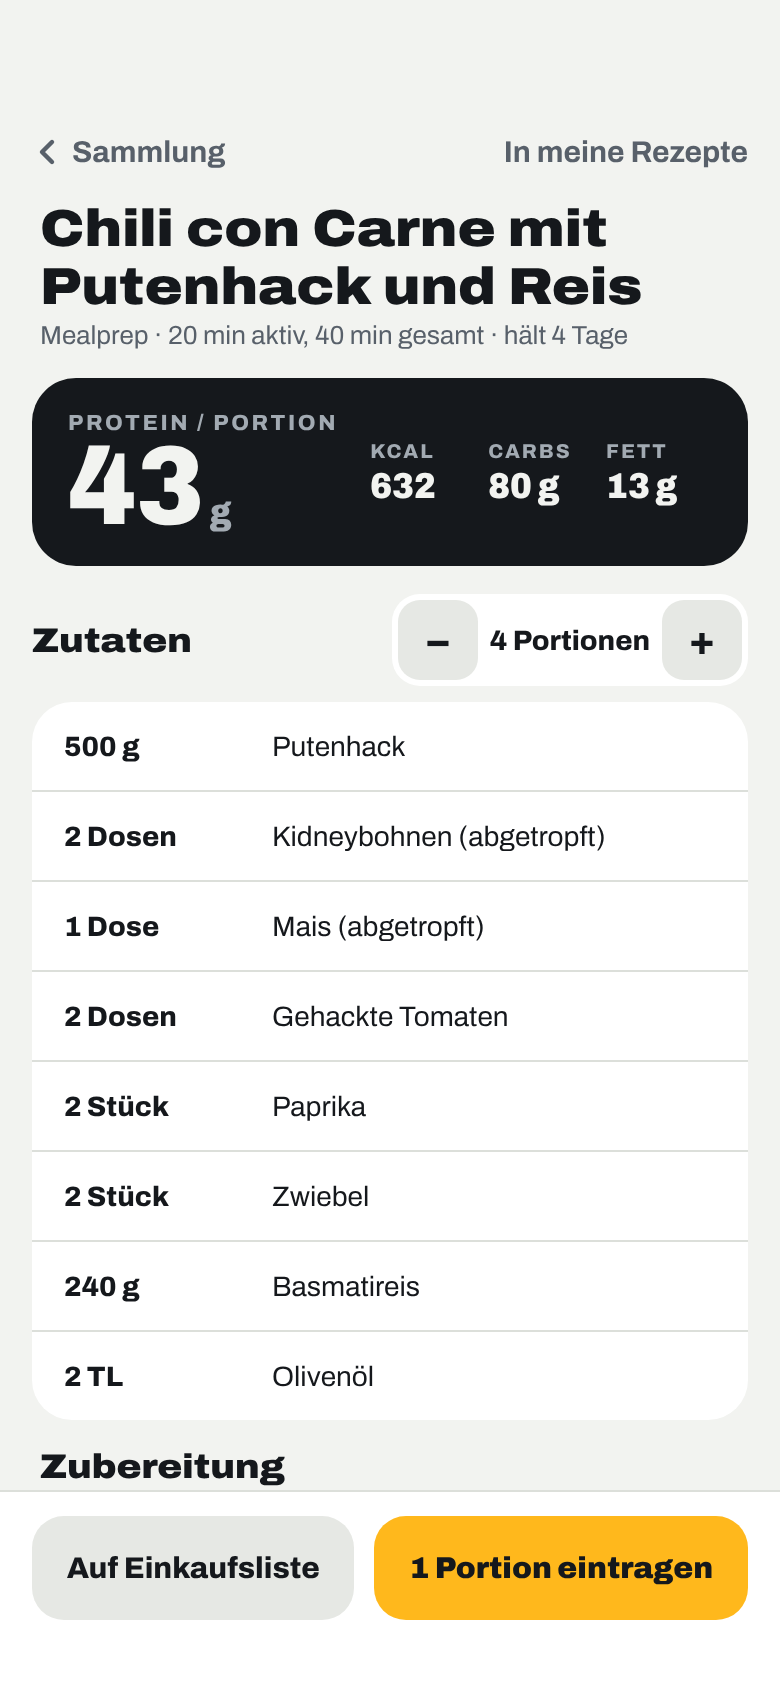 Sammlung
In meine Rezepte
Chili con Carne mit
Putenhack und Reis
Mealprep · 20 min aktiv, 40 min gesamt · hält 4 Tage
PROTEIN / PORTION
43 g
KCAL
632
CARBS
80 g
FETT
13 g
Zutaten
– 4 Portionen +
500 g Putenhack
2 Dosen Kidneybohnen (abgetropft)
1 Dose Mais (abgetropft)
2 Dosen Gehackte Tomaten
2 Stück Paprika
2 Stück Zwiebel
240 g Basmatireis
2 TL Olivenöl
Zubereitung
Auf Einkaufsliste
1 Portion eintragen